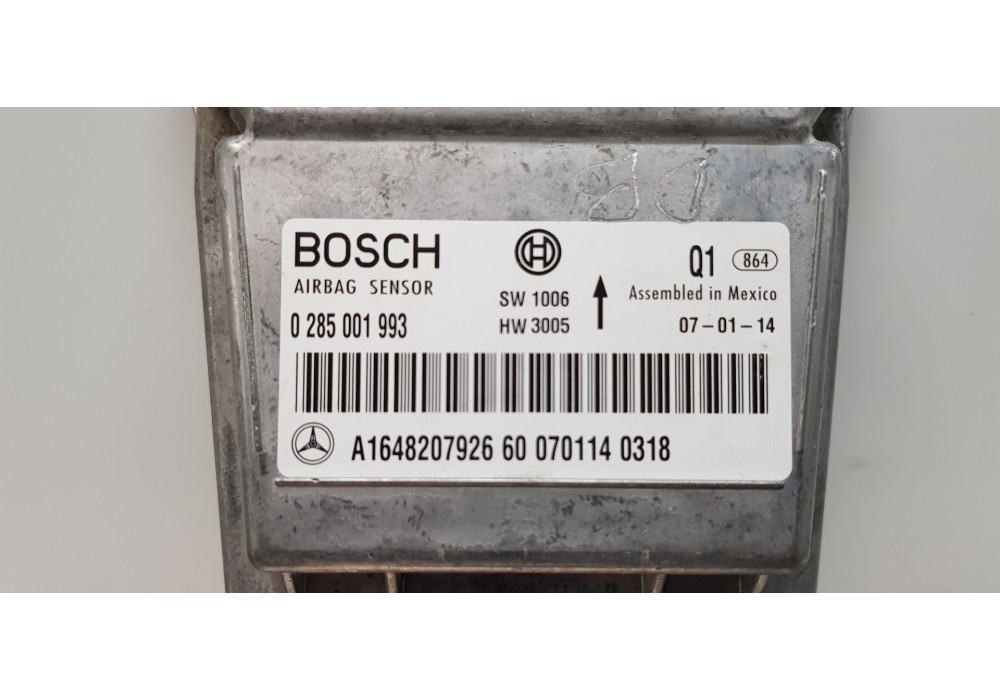 BOSCH Q1 864
AIRBAG SENSOR SW 1006 Assembled in Mexico
0 285 001 993 HW 3005 07-01-14
A1648207926 60 070114 0318